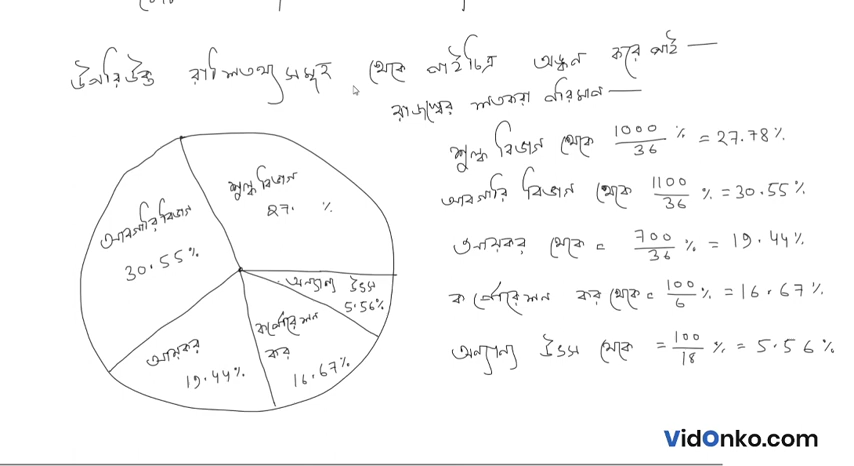 উপরিউক্ত রাশিতথ্যসমূহ থেকে পাইচিত্র অঙ্কন করে পাই —
রাজস্বের শতকরা পরিমান —
শুল্ক বিভাগ থেকে 1000/36 % = 27.78%
আবগারি বিভাগ থেকে 1100/36 % = 30.55%
আয়কর থেকে = 700/36 % = 19.44%
কর্পোরেশন কর থেকে = 100/6 % = 16.67%
অন্যান্য উৎস থেকে = 100/18 % = 5.56%
শুল্ক বিভাগ
27. %
আবগারি বিভাগ
30.55%
অন্যান্য উৎস
5.56%
আয়কর
19.44%
কর্পোরেশন
কর
16.67%
VidOnko.com